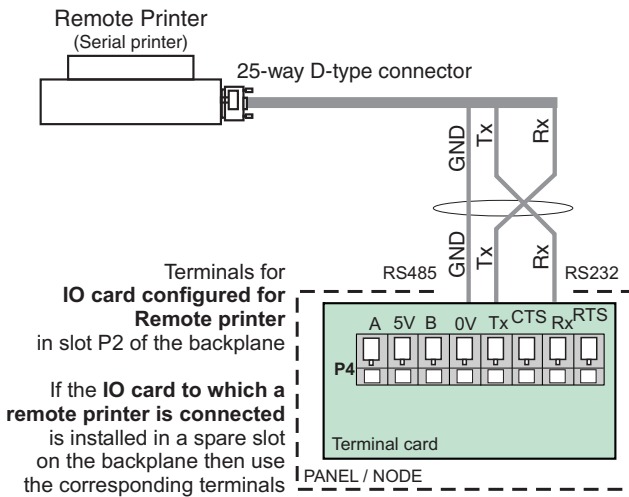 Remote Printer
(Serial printer)
25-way D-type connector
GND
Tx
Rx
GND
Tx
Rx
RS485
RS232
Terminals for
IO card configured for
Remote printer
in slot P2 of the backplane
If the IO card to which a
remote printer is connected
is installed in a spare slot
on the backplane then use
the corresponding terminals
A 5V B 0V Tx CTS Rx RTS
P4
Terminal card
PANEL / NODE